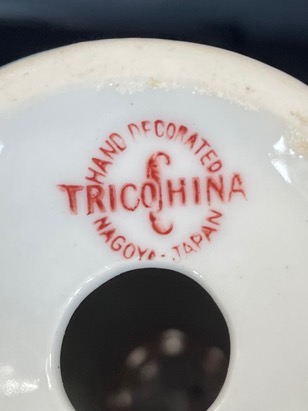 HAND DECORATED
TRICO CHINA
NAGOYA - JAPAN